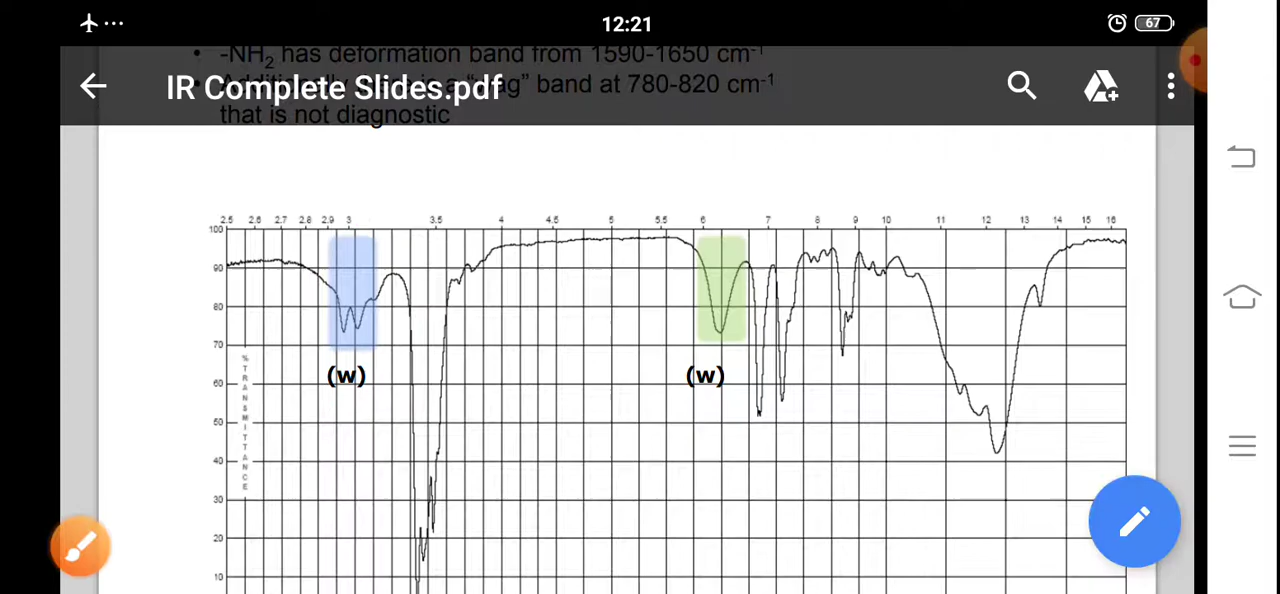 12:21
67
• -NH₂ has deformation band from 1590-1650 cm⁻¹
IR Complete Slides.pdf
band at 780-820 cm⁻¹
that is not diagnostic
2.5 2.6 2.7 2.8 2.9 3 3.5 4 4.5 5 5.5 6 7 8 9 10 11 12 13 14 15 16
100
90
80
70
60
50
40
30
20
10
%TRANSMITTANCE
(w) (w)